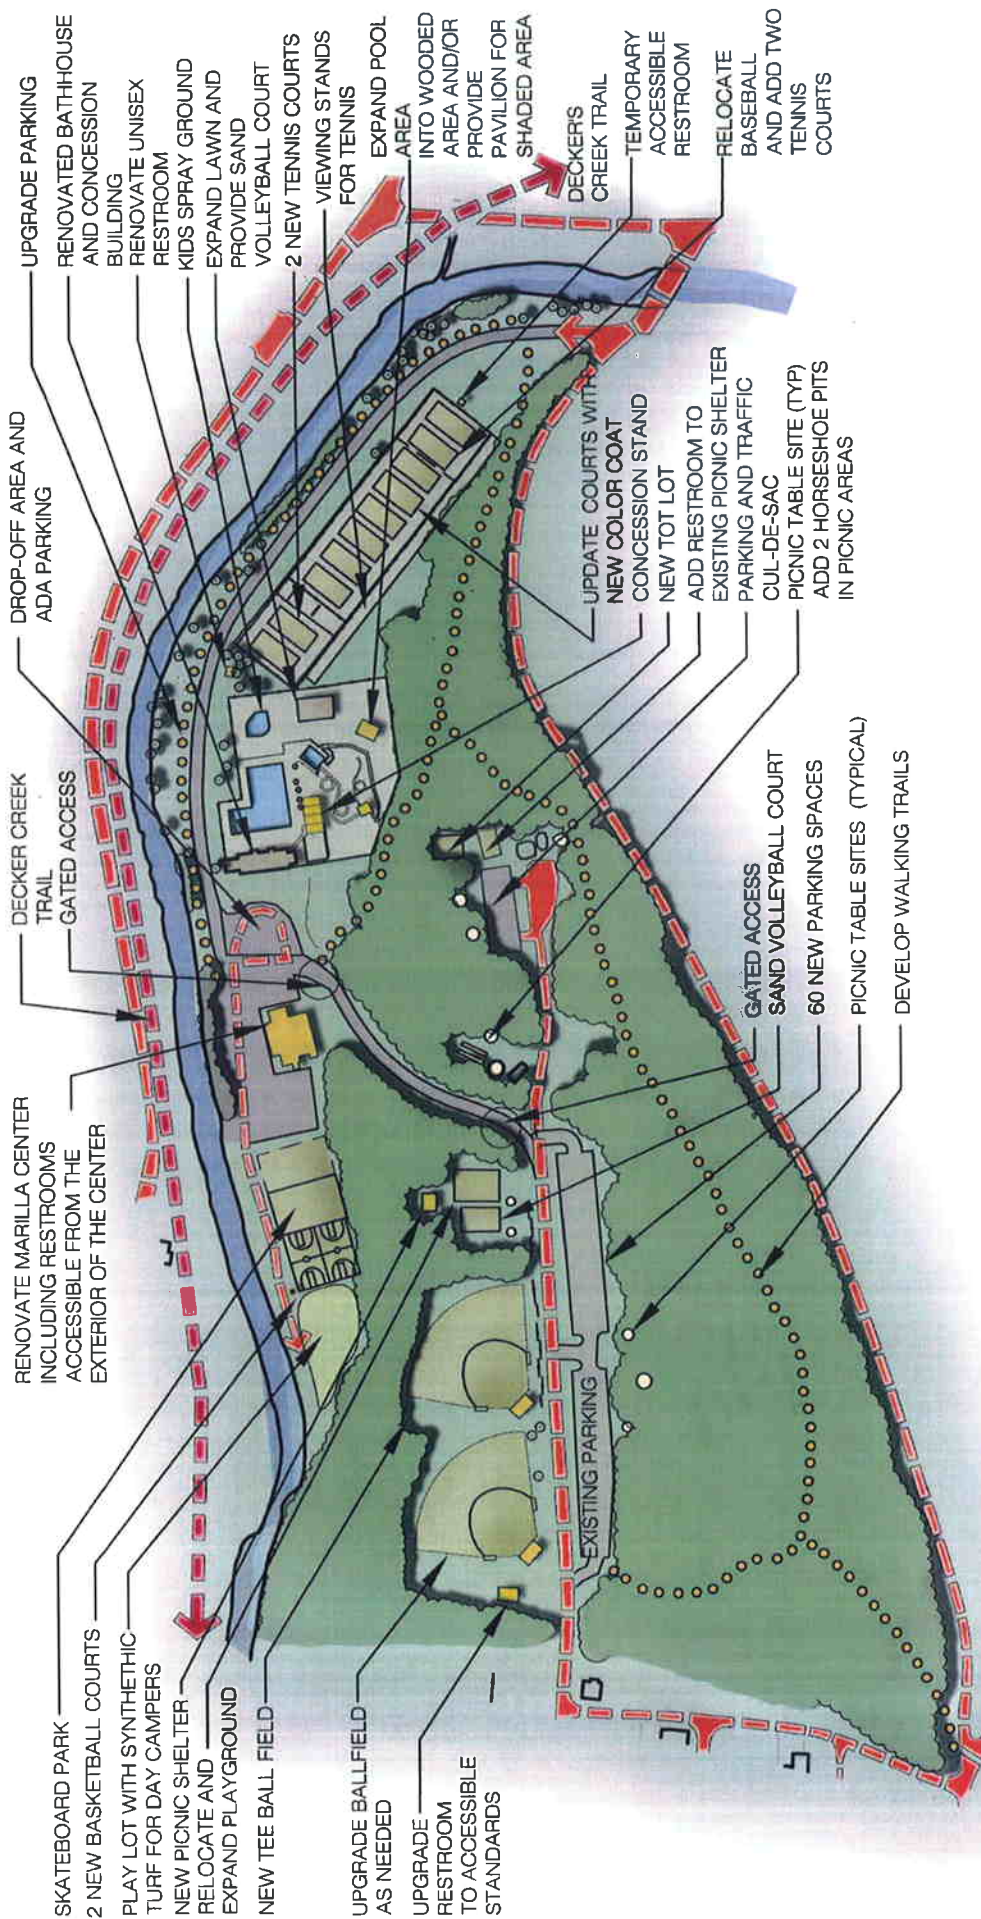 SKATEBOARD PARK
2 NEW BASKETBALL COURTS
PLAY LOT WITH SYNTHETHIC
TURF FOR DAY CAMPERS
NEW PICNIC SHELTER
RELOCATE AND
EXPAND PLAYGROUND
NEW TEE BALL FIELD
UPGRADE BALLFIELD
AS NEEDED
UPGRADE
RESTROOM
TO ACCESSIBLE
STANDARDS
RENOVATE MARILLA CENTER
INCLUDING RESTROOMS
ACCESSIBLE FROM THE
EXTERIOR OF THE CENTER
DECKER CREEK
TRAIL
GATED ACCESS
DROP-OFF AREA AND
ADA PARKING
UPGRADE PARKING
RENOVATED BATHHOUSE
AND CONCESSION
BUILDING
RENOVATE UNISEX
RESTROOM
KIDS SPRAY GROUND
EXPAND LAWN AND
PROVIDE SAND
VOLLEYBALL COURT
2 NEW TENNIS COURTS
VIEWING STANDS
FOR TENNIS
EXPAND POOL
AREA
INTO WOODED
AREA AND/OR
PROVIDE
PAVILION FOR
SHADED AREA
DECKER'S
CREEK TRAIL
TEMPORARY
ACCESSIBLE
RESTROOM
RELOCATE
BASEBALL
AND ADD TWO
TENNIS
COURTS
UPDATE COURTS WITH
NEW COLOR COAT
CONCESSION STAND
NEW TOT LOT
ADD RESTROOM TO
EXISTING PICNIC SHELTER
PARKING AND TRAFFIC
CUL-DE-SAC
PICNIC TABLE SITE (TYP)
ADD 2 HORSESHOE PITS
IN PICNIC AREAS
GATED ACCESS
SAND VOLLEYBALL COURT
60 NEW PARKING SPACES
PICNIC TABLE SITES (TYPICAL)
DEVELOP WALKING TRAILS
EXISTING PARKING